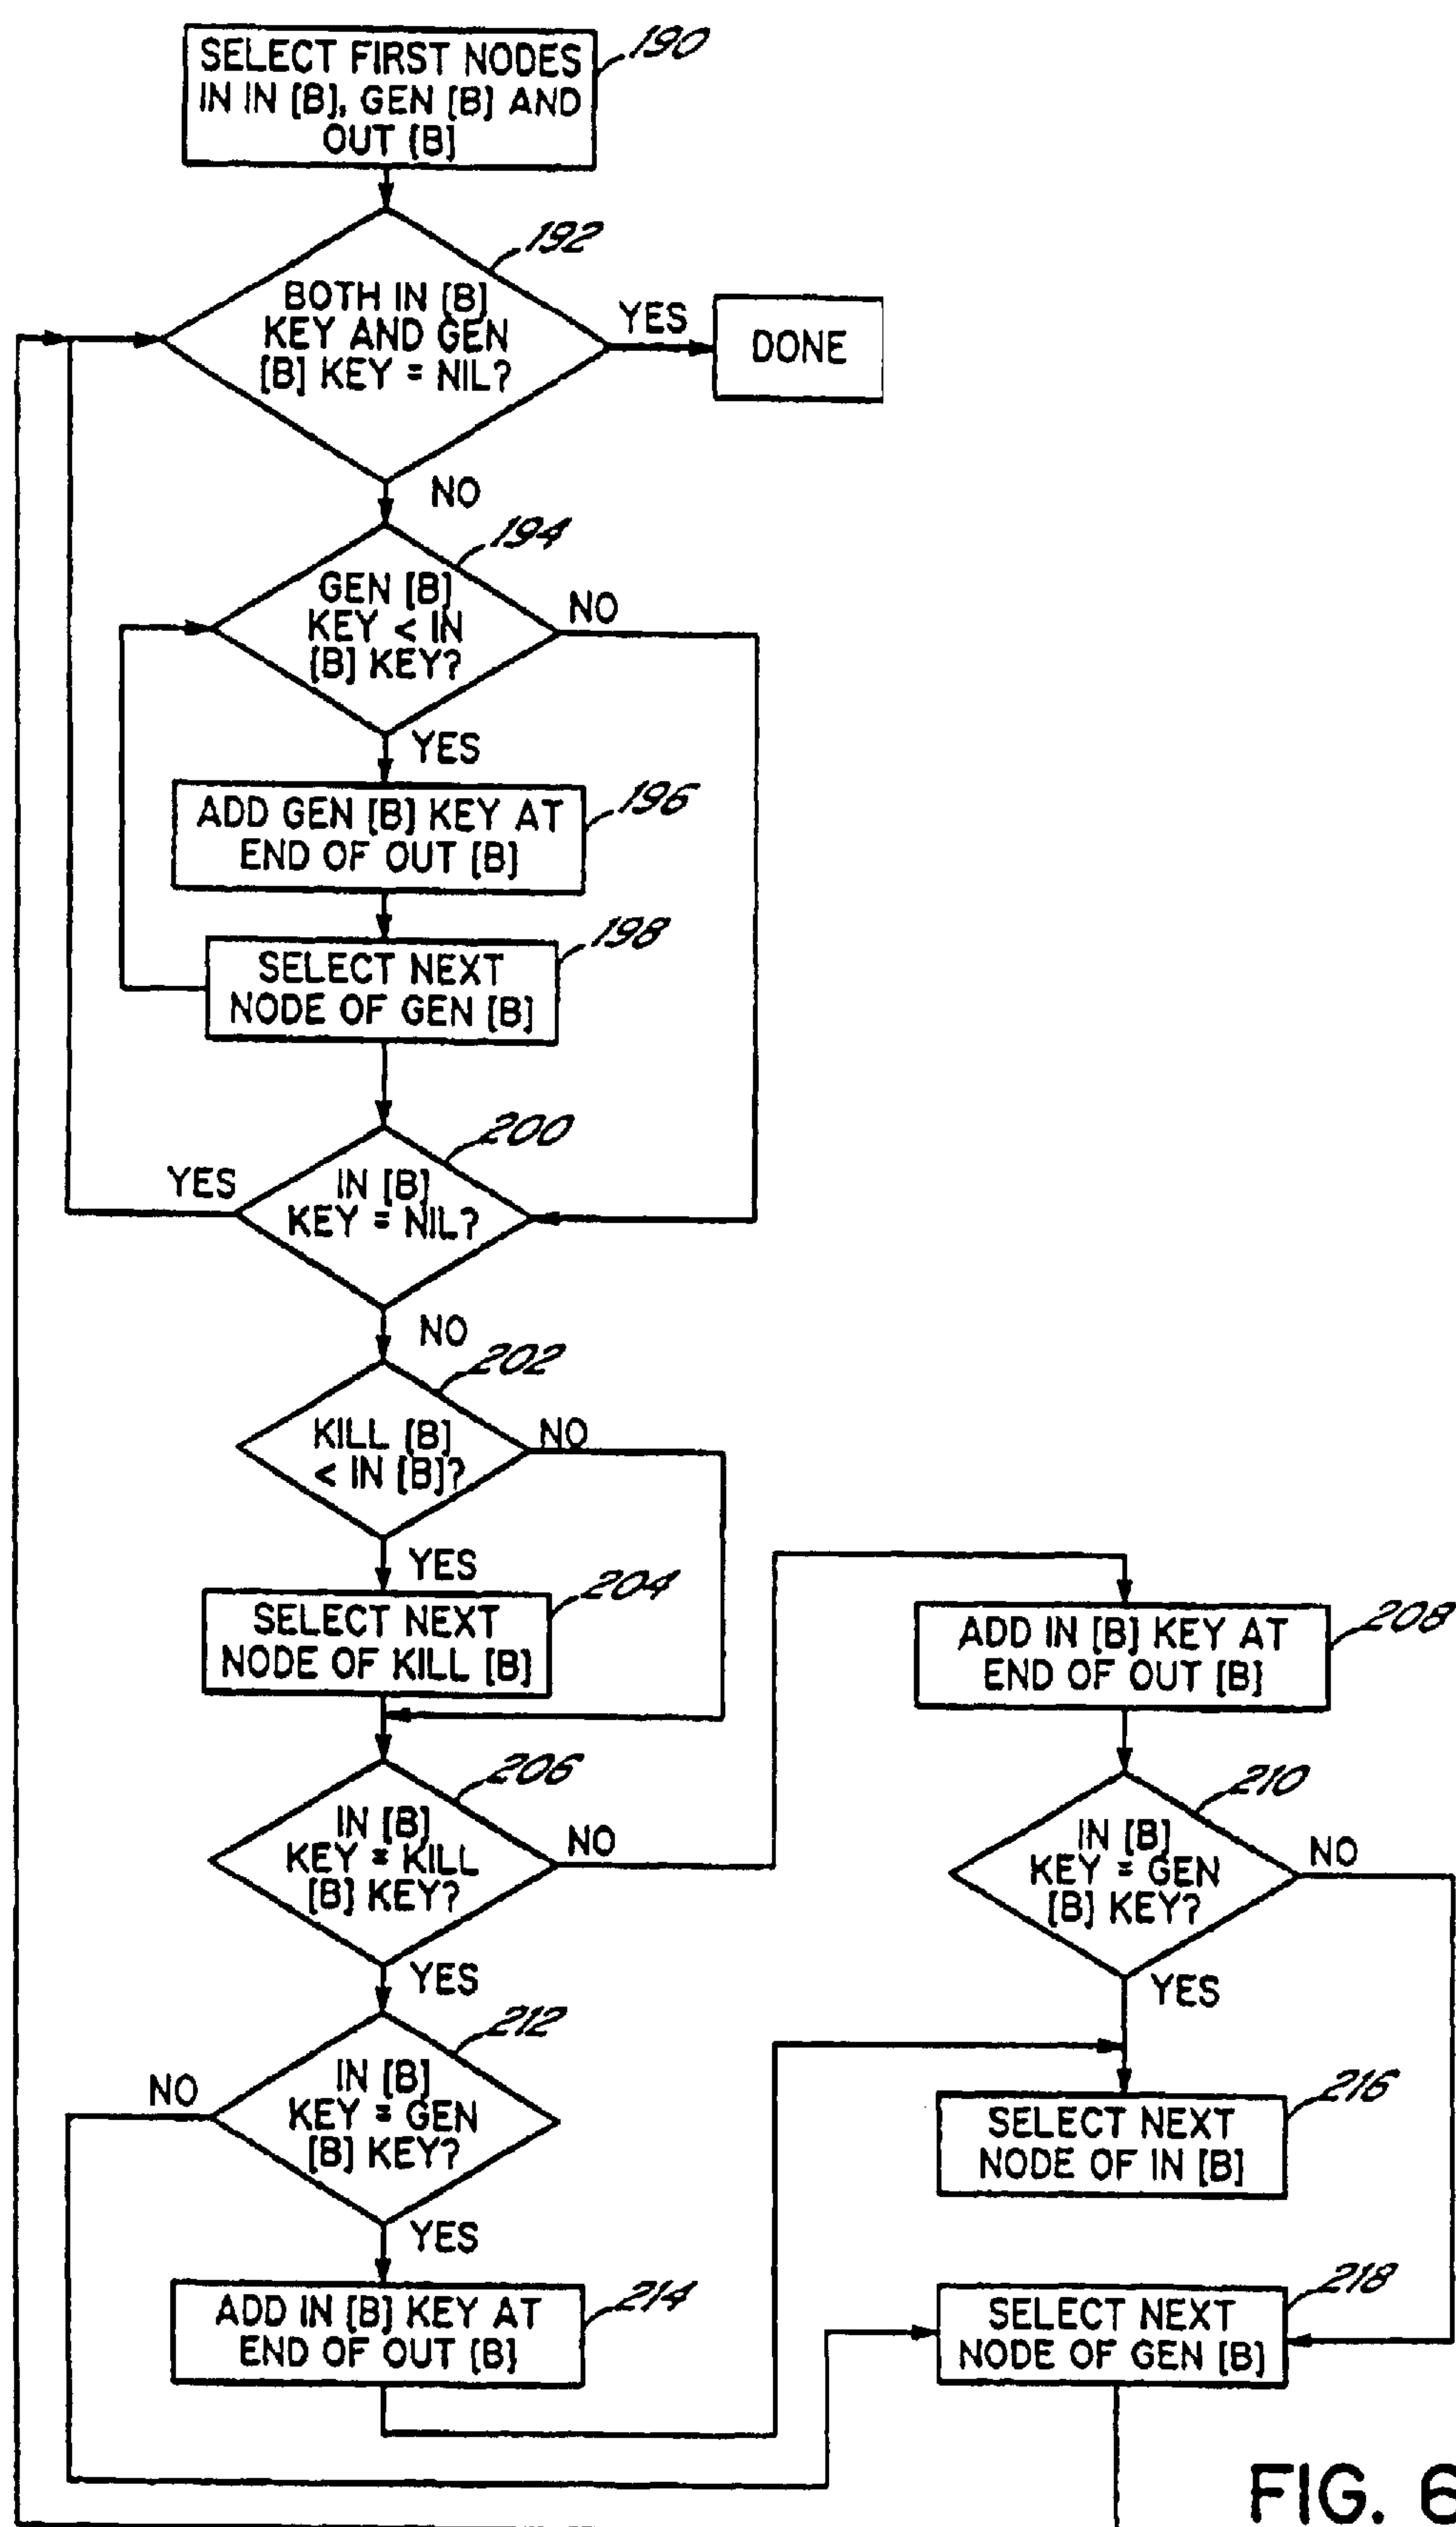 SELECT FIRST NODES
IN IN [B], GEN [B] AND
OUT [B]
190
BOTH IN [B]
KEY AND GEN
[B] KEY = NIL?
192
YES
DONE
NO
GEN [B]
KEY < IN
[B] KEY?
194
NO
YES
ADD GEN [B] KEY AT
END OF OUT [B]
196
SELECT NEXT
NODE OF GEN [B]
198
IN [B]
KEY = NIL?
200
YES
NO
KILL [B]
< IN [B]?
202
NO
YES
SELECT NEXT
NODE OF KILL [B]
204
IN [B]
KEY = KILL
[B] KEY?
206
NO
YES
ADD IN [B] KEY AT
END OF OUT [B]
208
IN [B]
KEY = GEN
[B] KEY?
210
NO
YES
IN [B]
KEY = GEN
[B] KEY?
212
NO
YES
ADD IN [B] KEY AT
END OF OUT [B]
214
SELECT NEXT
NODE OF IN [B]
216
SELECT NEXT
NODE OF GEN [B]
218
FIG. 6